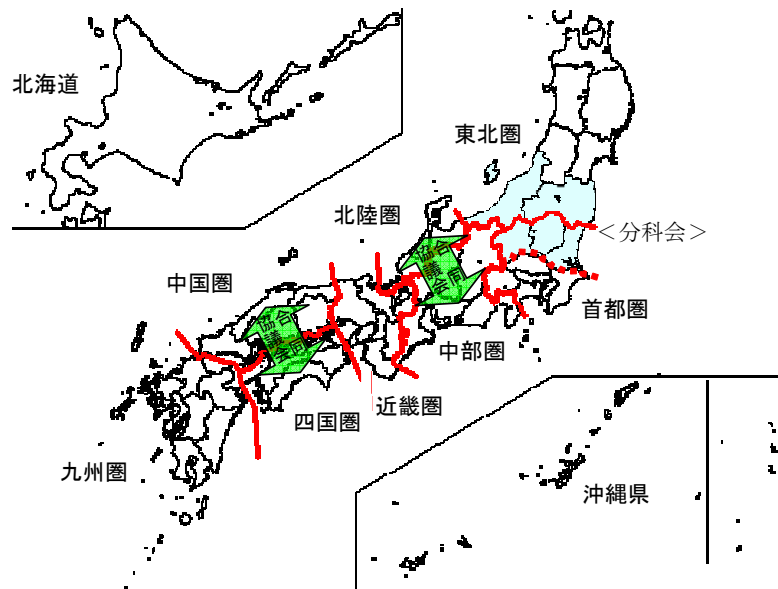 北海道
東北圏
北陸圏
＜分科会＞
合同
協議会
中国圏
首都圏
合同
協議会
中部圏
近畿圏
四国圏
九州圏
沖縄県